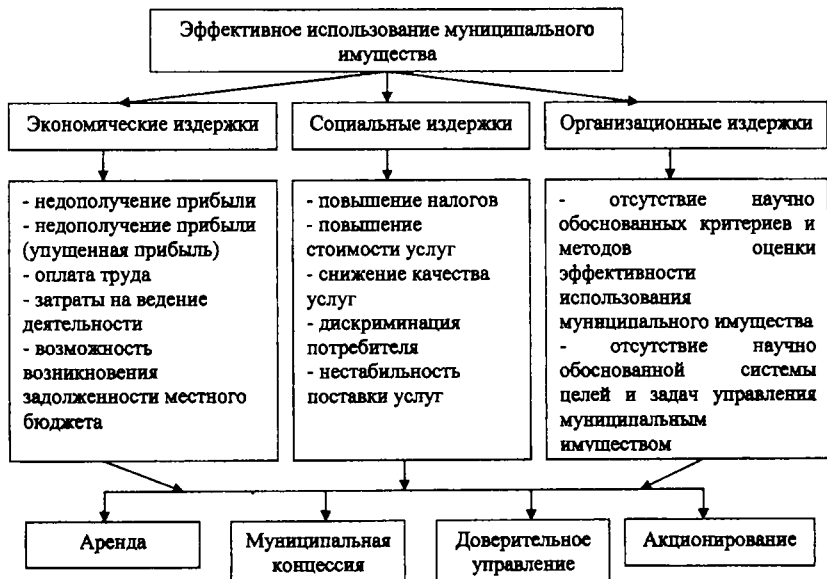 Эффективное использование муниципального
имущества
Экономические издержки
Социальные издержки
Организационные издержки
- недополучение прибыли
- недополучение прибыли
(упущенная прибыль)
- оплата труда
- затраты на ведение
деятельности
- возможность
возникновения
задолженности местного
бюджета
- повышение налогов
- повышение
стоимости услуг
- снижение качества
услуг
- дискриминация
потребителя
- нестабильность
поставки услуг
- отсутствие научно
обоснованных критериев и
методов оценки
эффективности
использования
муниципального имущества
- отсутствие научно
обоснованной системы
целей и задач управления
муниципальным
имуществом
Аренда
Муниципальная
концессия
Доверительное
управление
Акционирование